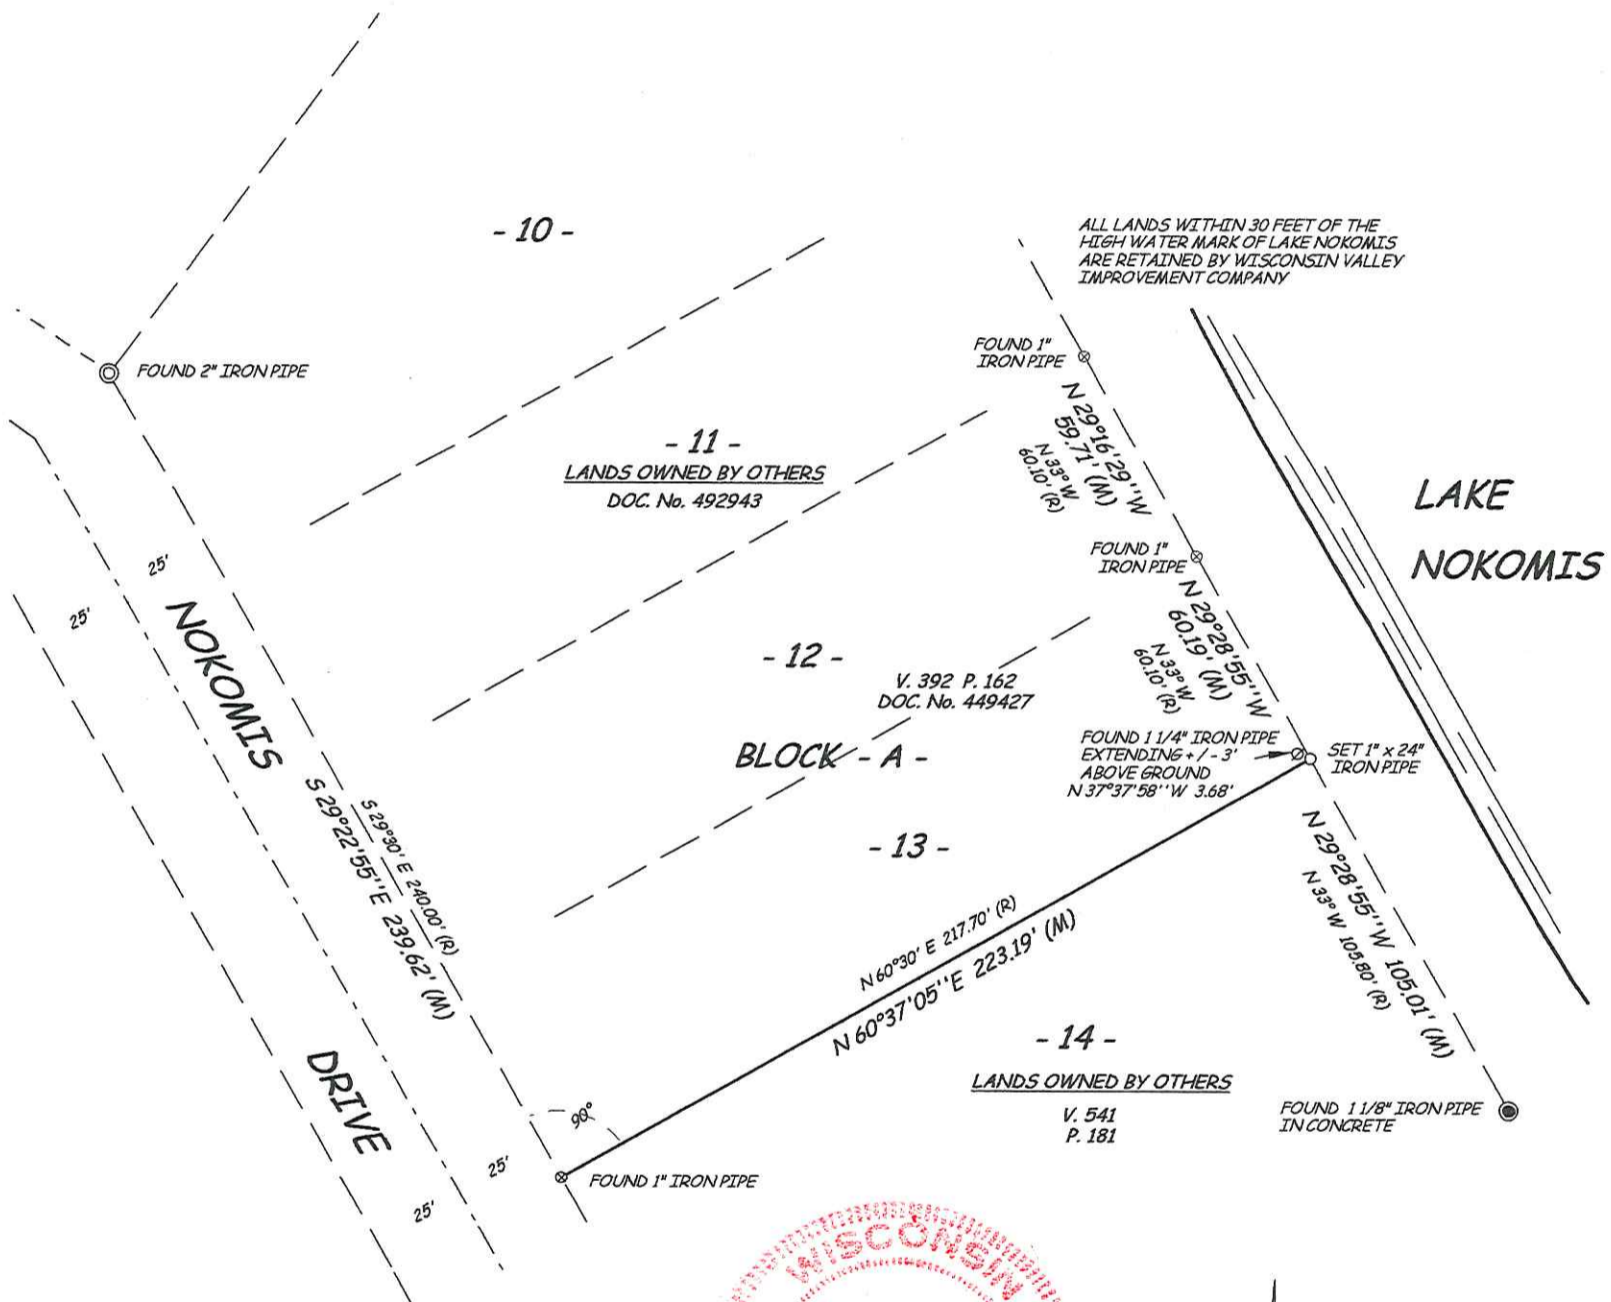 - 10 -
ALL LANDS WITHIN 30 FEET OF THE
HIGH WATER MARK OF LAKE NOKOMIS
ARE RETAINED BY WISCONSIN VALLEY
IMPROVEMENT COMPANY
FOUND 2" IRON PIPE
FOUND 1"
IRON PIPE
N 29°16'29''W
59.71' (M)
N 33° W
60.10' (R)
- 11 -
LANDS OWNED BY OTHERS
DOC. No. 492943
LAKE
NOKOMIS
25'
25'
FOUND 1"
IRON PIPE
N 29°28'55''W
60.19' (M)
N 33° W
60.10' (R)
NOKOMIS
- 12 -
V. 392 P. 162
DOC. No. 449427
BLOCK - A -
FOUND 1 1/4" IRON PIPE
EXTENDING +/- 3'
ABOVE GROUND
N 37°37'58''W 3.68'
SET 1" x 24"
IRON PIPE
S 29°30' E 240.00' (R)
S 29°22'55''E 239.62' (M)
- 13 -
N 29°28'55''W 105.01' (M)
N 33° W 105.80' (R)
N 60°30' E 217.70' (R)
N 60°37'05''E 223.19' (M)
DRIVE
- 14 -
LANDS OWNED BY OTHERS
V. 541
P. 181
FOUND 1 1/8" IRON PIPE
IN CONCRETE
90°
25'
25'
FOUND 1" IRON PIPE
WISCONSIN